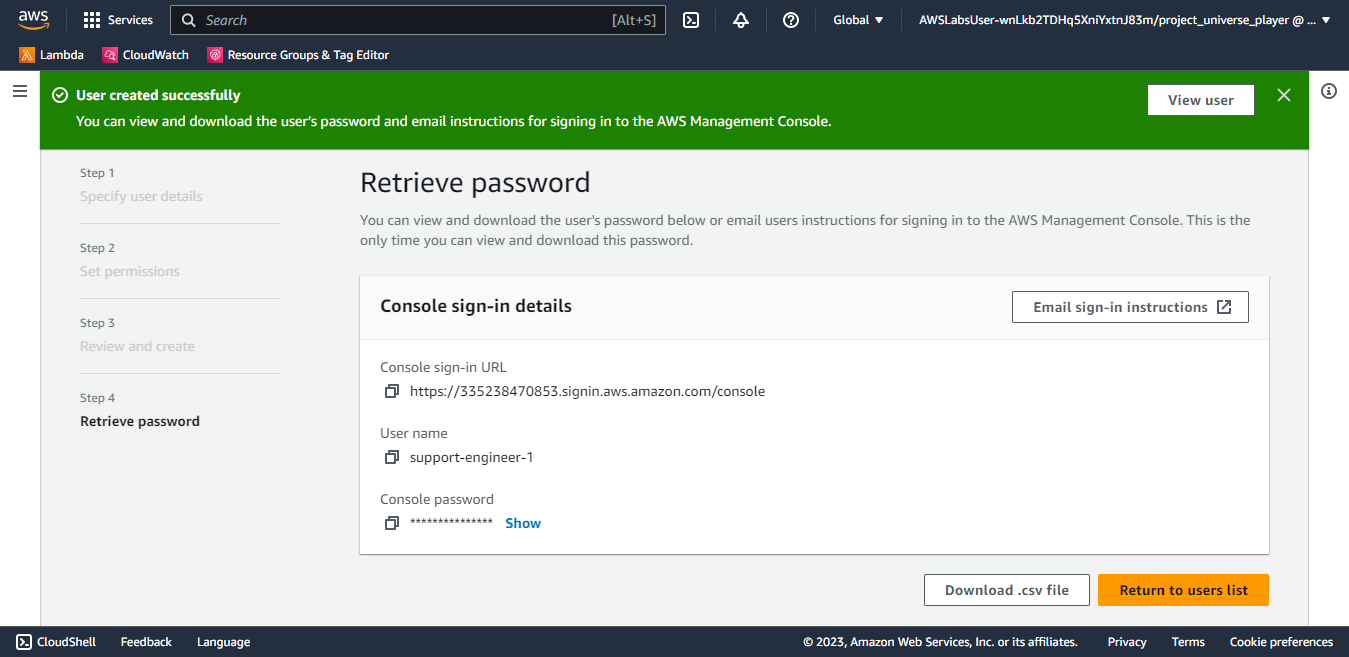 aws
Services
Search
[Alt+S]
Global
AWSLabsUser-wnLkb2TDHq5XniYxtnJ83m/project_universe_player @ ...
Lambda
CloudWatch
Resource Groups & Tag Editor
User created successfully
You can view and download the user's password and email instructions for signing in to the AWS Management Console.
View user
Step 1
Specify user details
Step 2
Set permissions
Step 3
Review and create
Step 4
Retrieve password
Retrieve password
You can view and download the user's password below or email users instructions for signing in to the AWS Management Console. This is the
only time you can view and download this password.
Console sign-in details
Email sign-in instructions
Console sign-in URL
https://335238470853.signin.aws.amazon.com/console
User name
support-engineer-1
Console password
*************** Show
Download .csv file
Return to users list
CloudShell
Feedback
Language
© 2023, Amazon Web Services, Inc. or its affiliates.
Privacy
Terms
Cookie preferences